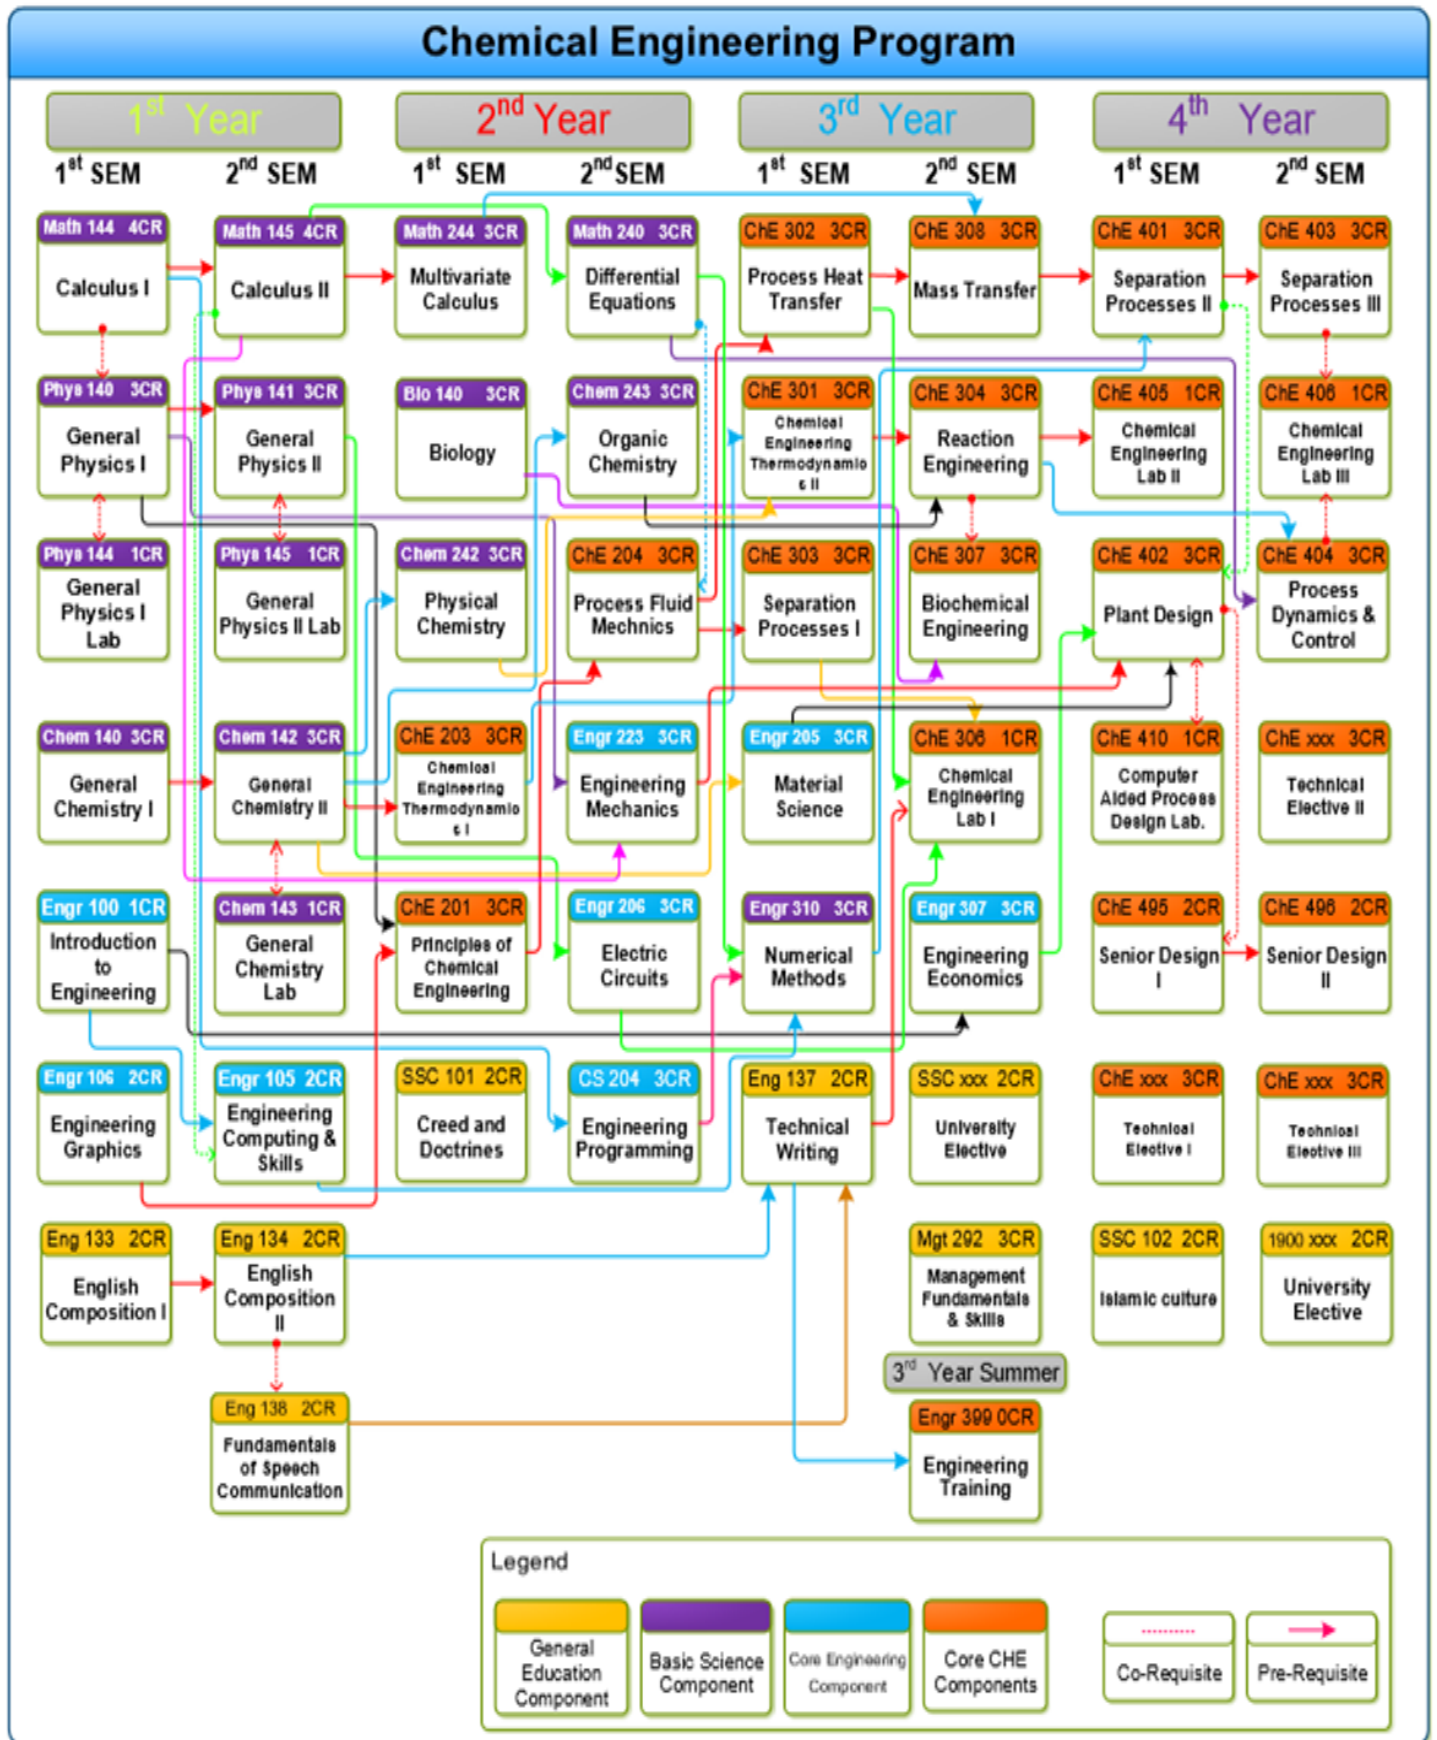 Chemical Engineering Program
1st Year
2nd Year
3rd Year
4th Year
1st SEM
2nd SEM
1st SEM
2nd SEM
1st SEM
2nd SEM
1st SEM
2nd SEM
Math 144 4CR
Calculus I
Math 145 4CR
Calculus II
Math 244 3CR
Multivariate
Calculus
Math 240 3CR
Differential
Equations
ChE 302 3CR
Process Heat
Transfer
ChE 308 3CR
Mass Transfer
ChE 401 3CR
Separation
Processes II
ChE 403 3CR
Separation
Processes III
Phys 140 3CR
General
Physics I
Phys 141 3CR
General
Physics II
Bio 140 3CR
Biology
Chem 243 3CR
Organic
Chemistry
ChE 301 3CR
Chemical
Engineering
Thermodynamic
s II
ChE 304 3CR
Reaction
Engineering
ChE 405 1CR
Chemical
Engineering
Lab II
ChE 406 1CR
Chemical
Engineering
Lab III
Phys 144 1CR
General
Physics I
Lab
Phys 145 1CR
General
Physics II Lab
Chem 242 3CR
Physical
Chemistry
ChE 204 3CR
Process Fluid
Mechnics
ChE 303 3CR
Separation
Processes I
ChE 307 3CR
Biochemical
Engineering
ChE 402 3CR
Plant Design
ChE 404 3CR
Process
Dynamics &
Control
Chem 140 3CR
General
Chemistry I
Chem 142 3CR
General
Chemistry II
ChE 203 3CR
Chemical
Engineering
Thermodynamic
s I
Engr 223 3CR
Engineering
Mechanics
Engr 205 3CR
Material
Science
ChE 306 1CR
Chemical
Engineering
Lab I
ChE 410 1CR
Computer
Aided Process
Design Lab.
ChE xxx 3CR
Technical
Elective II
Engr 100 1CR
Introduction
to
Engineering
Chem 143 1CR
General
Chemistry
Lab
ChE 201 3CR
Principles of
Chemical
Engineering
Engr 206 3CR
Electric
Circuits
Engr 310 3CR
Numerical
Methods
Engr 307 3CR
Engineering
Economics
ChE 495 2CR
Senior Design
I
ChE 496 2CR
Senior Design
II
Engr 106 2CR
Engineering
Graphics
Engr 105 2CR
Engineering
Computing &
Skills
SSC 101 2CR
Creed and
Doctrines
CS 204 3CR
Engineering
Programming
Eng 137 2CR
Technical
Writing
SSC xxx 2CR
University
Elective
ChE xxx 3CR
Technical
Elective I
ChE xxx 3CR
Technical
Elective III
Eng 133 2CR
English
Composition I
Eng 134 2CR
English
Composition
II
Mgt 292 3CR
Management
Fundamentals
& Skills
SSC 102 2CR
Islamic culture
1900 xxx 2CR
University
Elective
3rd Year Summer
Eng 138 2CR
Fundamentals
of Speech
Communication
Engr 399 0CR
Engineering
Training
Legend
General
Education
Component
Basic Science
Component
Core Engineering
Component
Core CHE
Components
Co-Requisite
Pre-Requisite